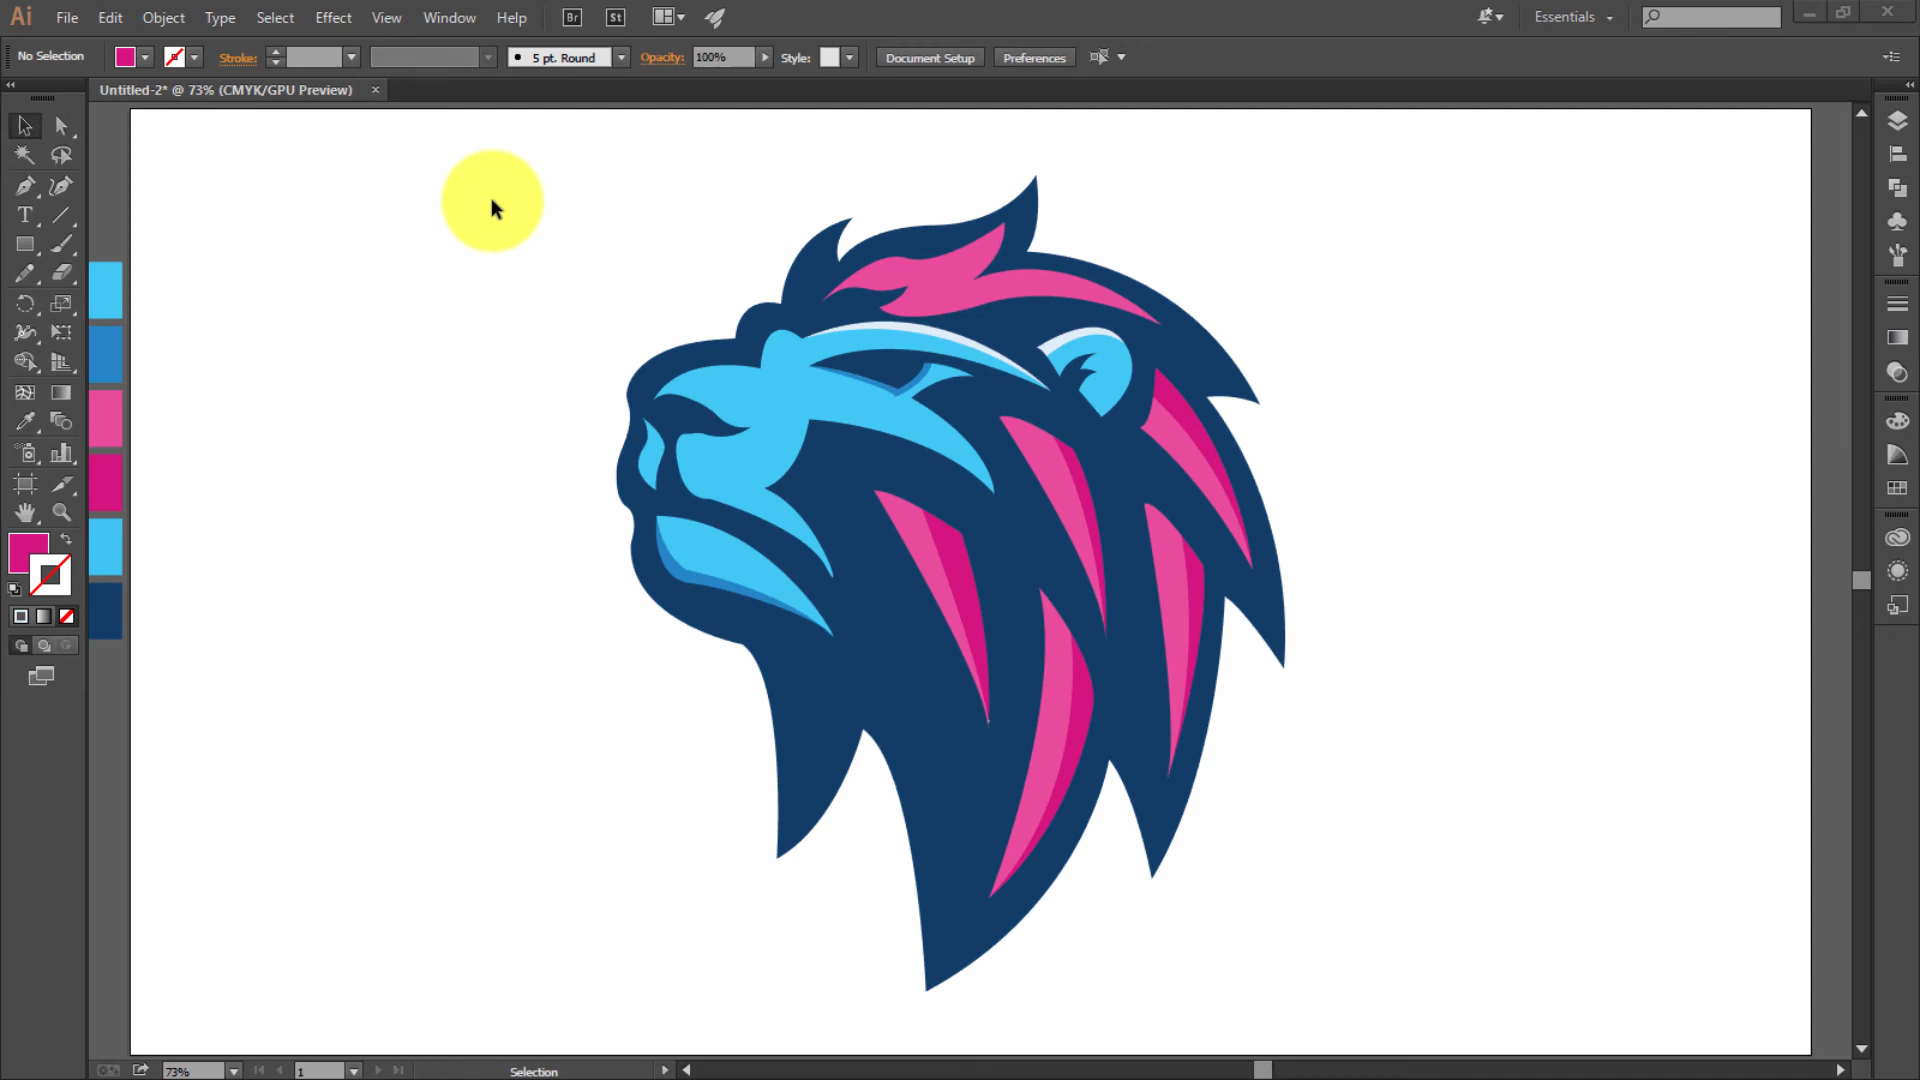 Ai File Edit Object Type Select Effect View Window Help Br St Essentials
No Selection Stroke: 5 pt. Round Opacity: 100% Style: Document Setup Preferences
Untitled-2* @ 73% (CMYK/GPU Preview) ×
T
73% 1 Selection